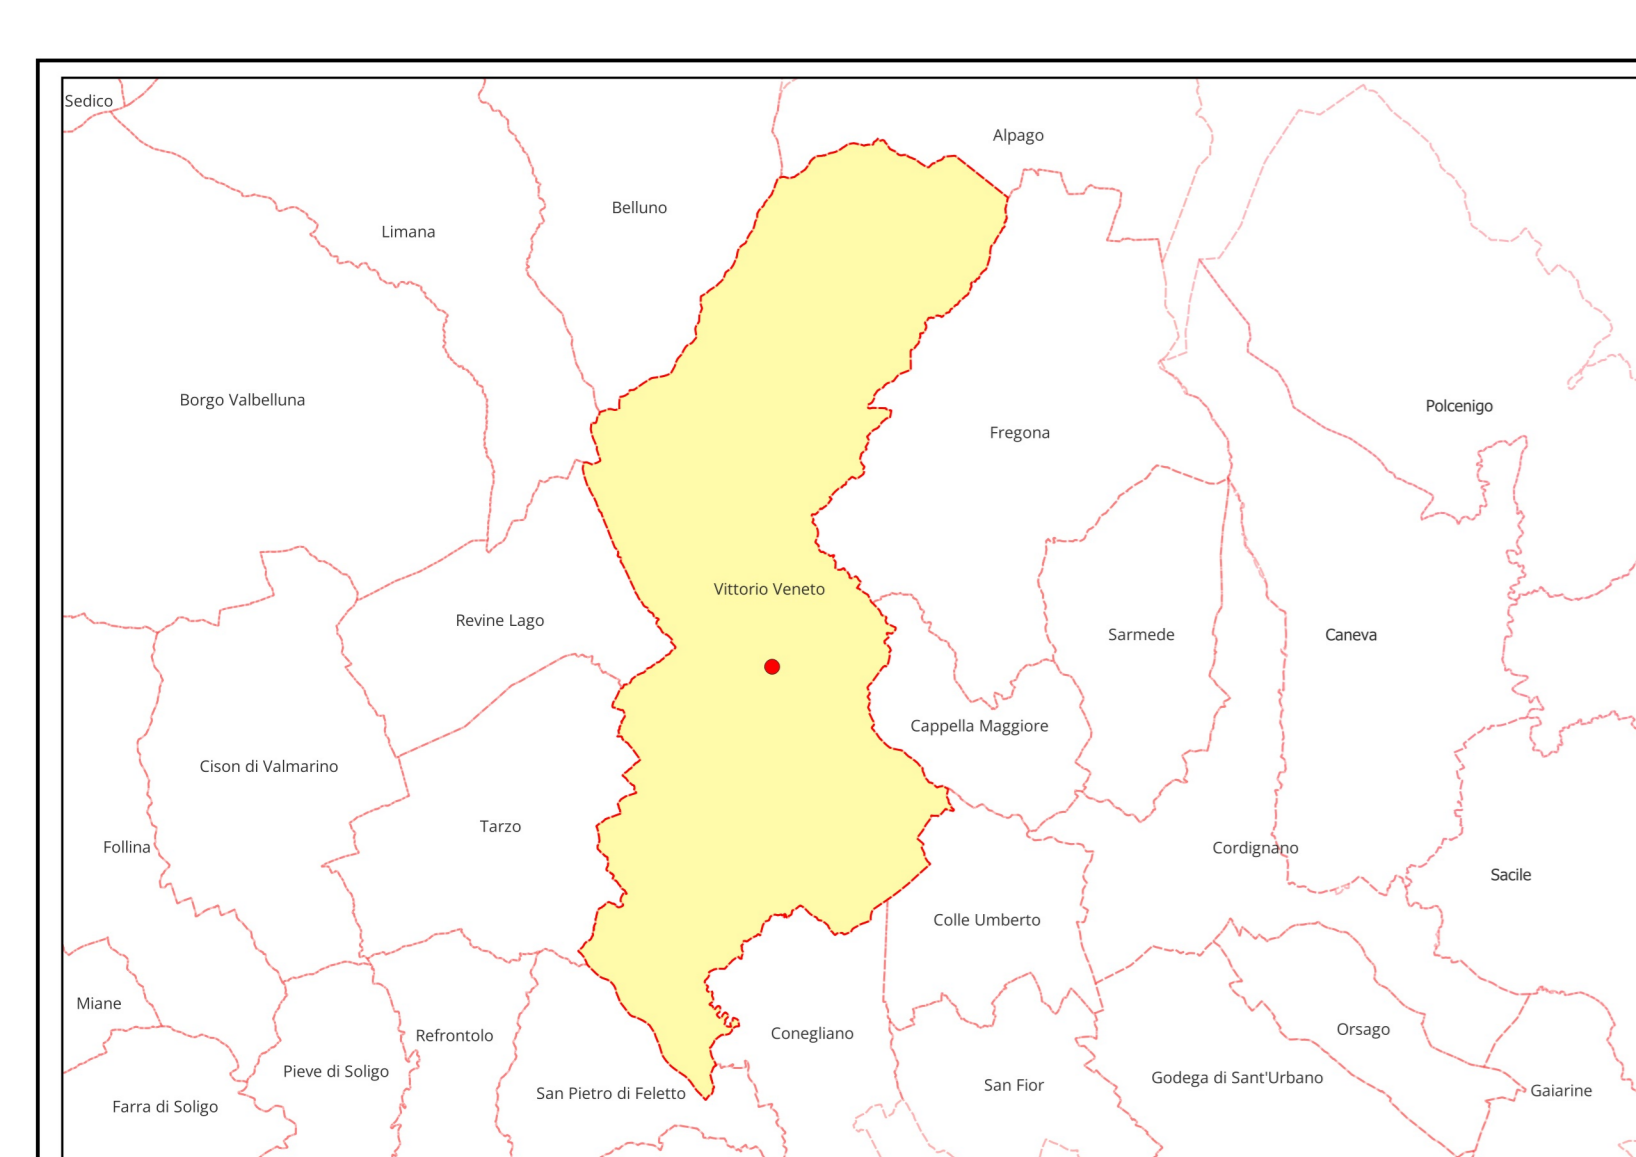 Sedico
Alpago
Belluno
Limana
Borgo Valbelluna
Polcenigo
Fregona
Vittorio Veneto
Revine Lago
Sarmede
Caneva
Cappella Maggiore
Cison di Valmarino
Tarzo
Follina
Cordignano
Sacile
Colle Umberto
Miane
Refrontolo
Conegliano
Orsago
Pieve di Soligo
Godega di Sant'Urbano
San Fior
San Pietro di Feletto
Gaiarine
Farra di Soligo